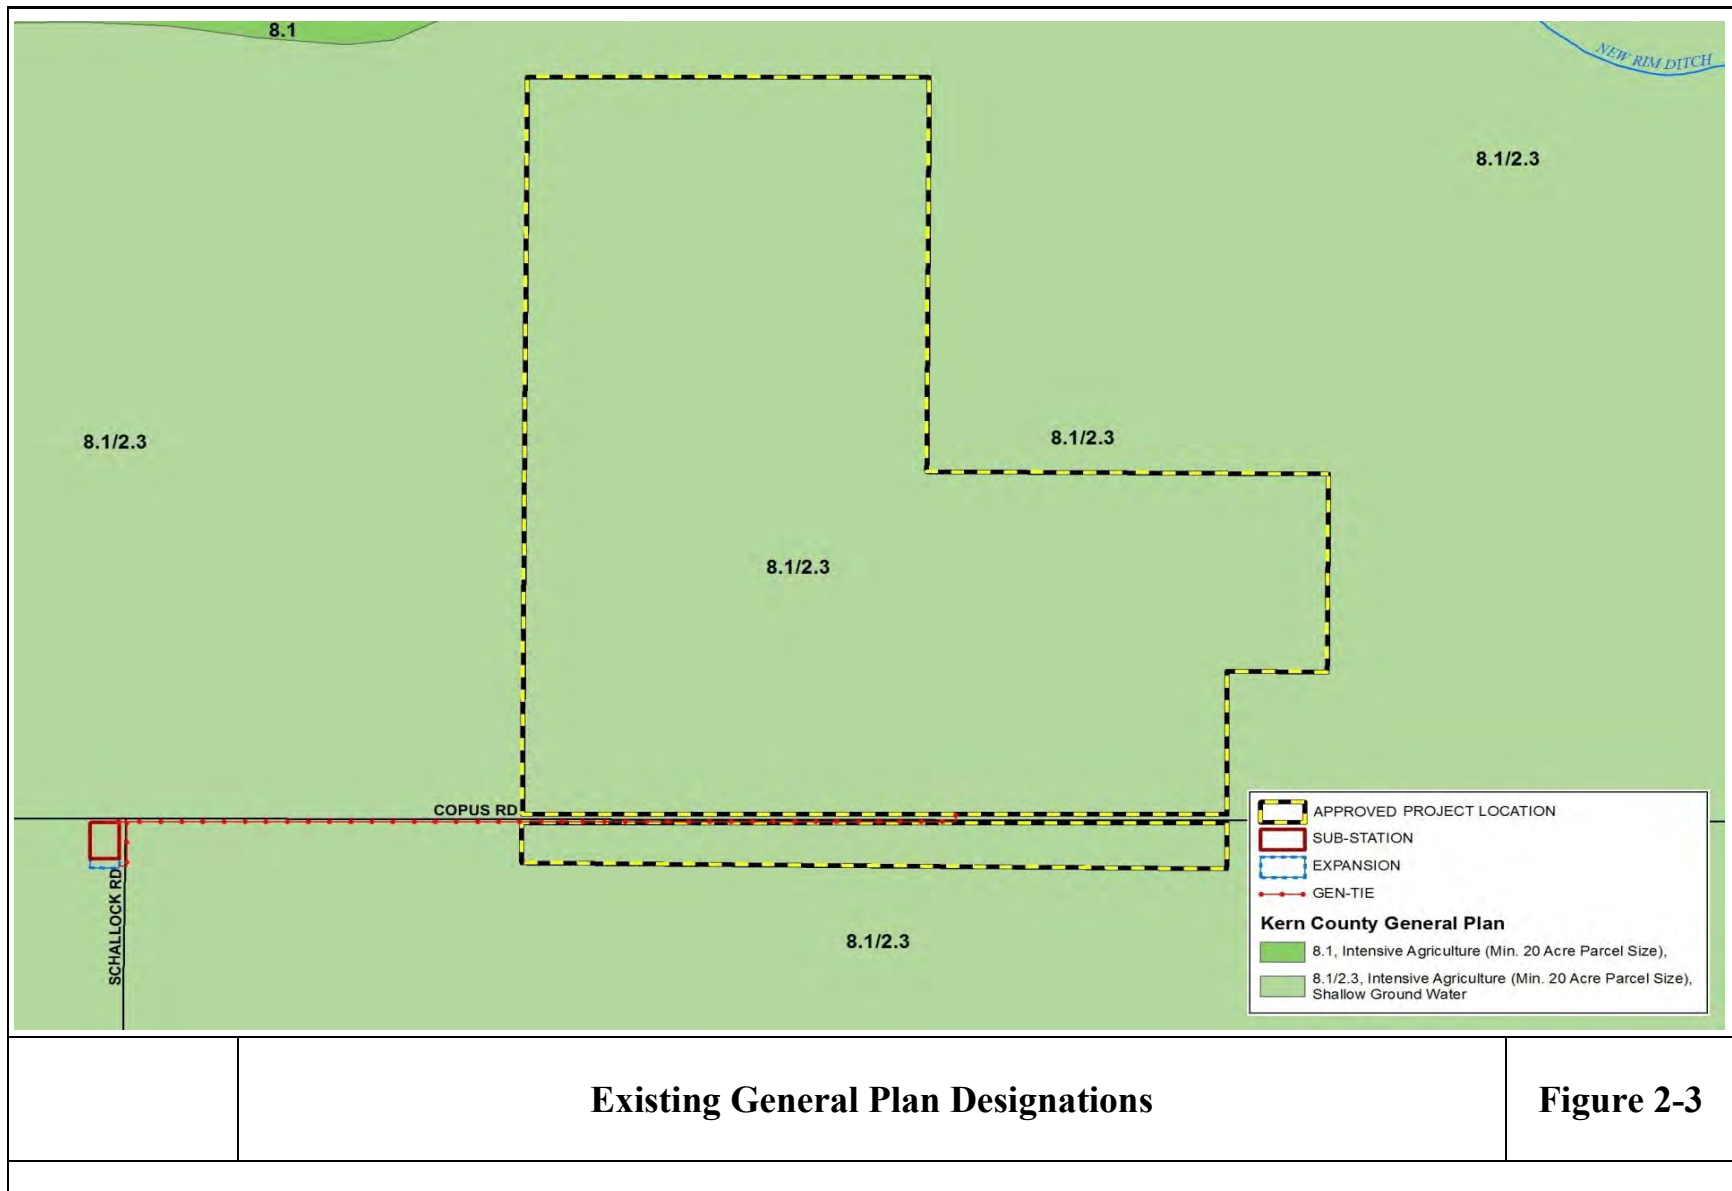 8.1
NEW RIM DITCH
8.1/2.3
8.1/2.3
8.1/2.3
8.1/2.3
COPUS RD
SCHALLOCK RD
8.1/2.3
APPROVED PROJECT LOCATION
SUB-STATION
EXPANSION
GEN-TIE
Kern County General Plan
8.1, Intensive Agriculture (Min. 20 Acre Parcel Size),
8.1/2.3, Intensive Agriculture (Min. 20 Acre Parcel Size),
Shallow Ground Water
Existing General Plan Designations
Figure 2-3